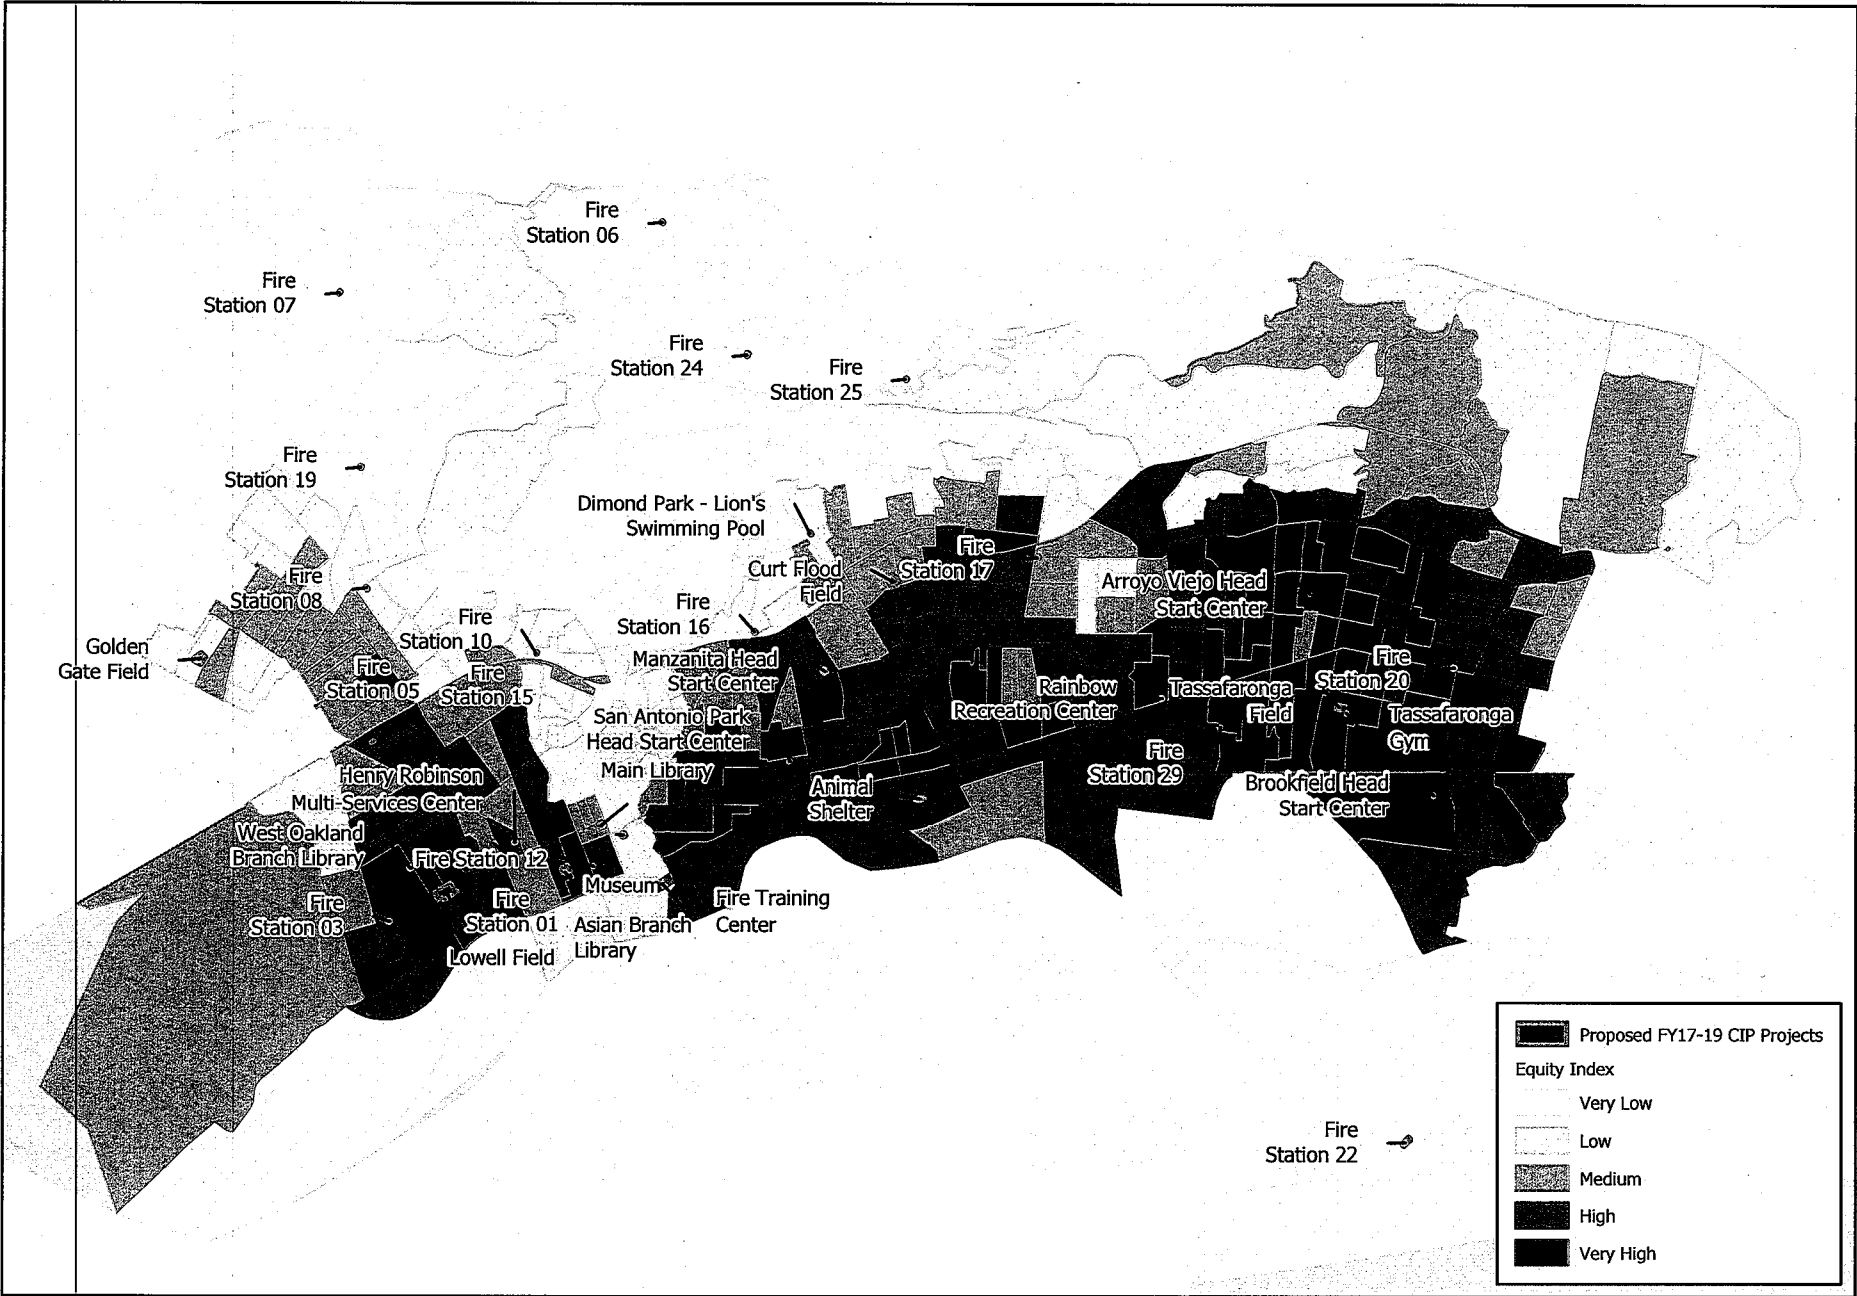 Fire
Station 06
Fire
Station 07
Fire
Station 24
Fire
Station 25
Fire
Station 19
Dimond Park - Lion's
Swimming Pool
Fire
Station 17
Curt Flood
Field
Arroyo Viejo Head
Start Center
Fire
Station 08
Fire
Station 16
Fire
Station 10
Golden
Gate Field
Fire
Station 05
Fire
Station 15
Manzanita Head
Start Center
Fire
Station 20
Rainbow
Recreation Center
Tassafaronga
Field
Tassafaronga
Gym
San Antonio Park
Head Start Center
Fire
Station 29
Main Library
Henry Robinson
Multi-Services Center
Animal
Shelter
Brookfield Head
Start Center
West Oakland
Branch Library
Fire Station 12
Museum
Fire
Station 03
Fire
Station 01
Fire Training
Center
Asian Branch
Library
Lowell Field
Fire
Station 22
Proposed FY17-19 CIP Projects
Equity Index
Very Low
Low
Medium
High
Very High